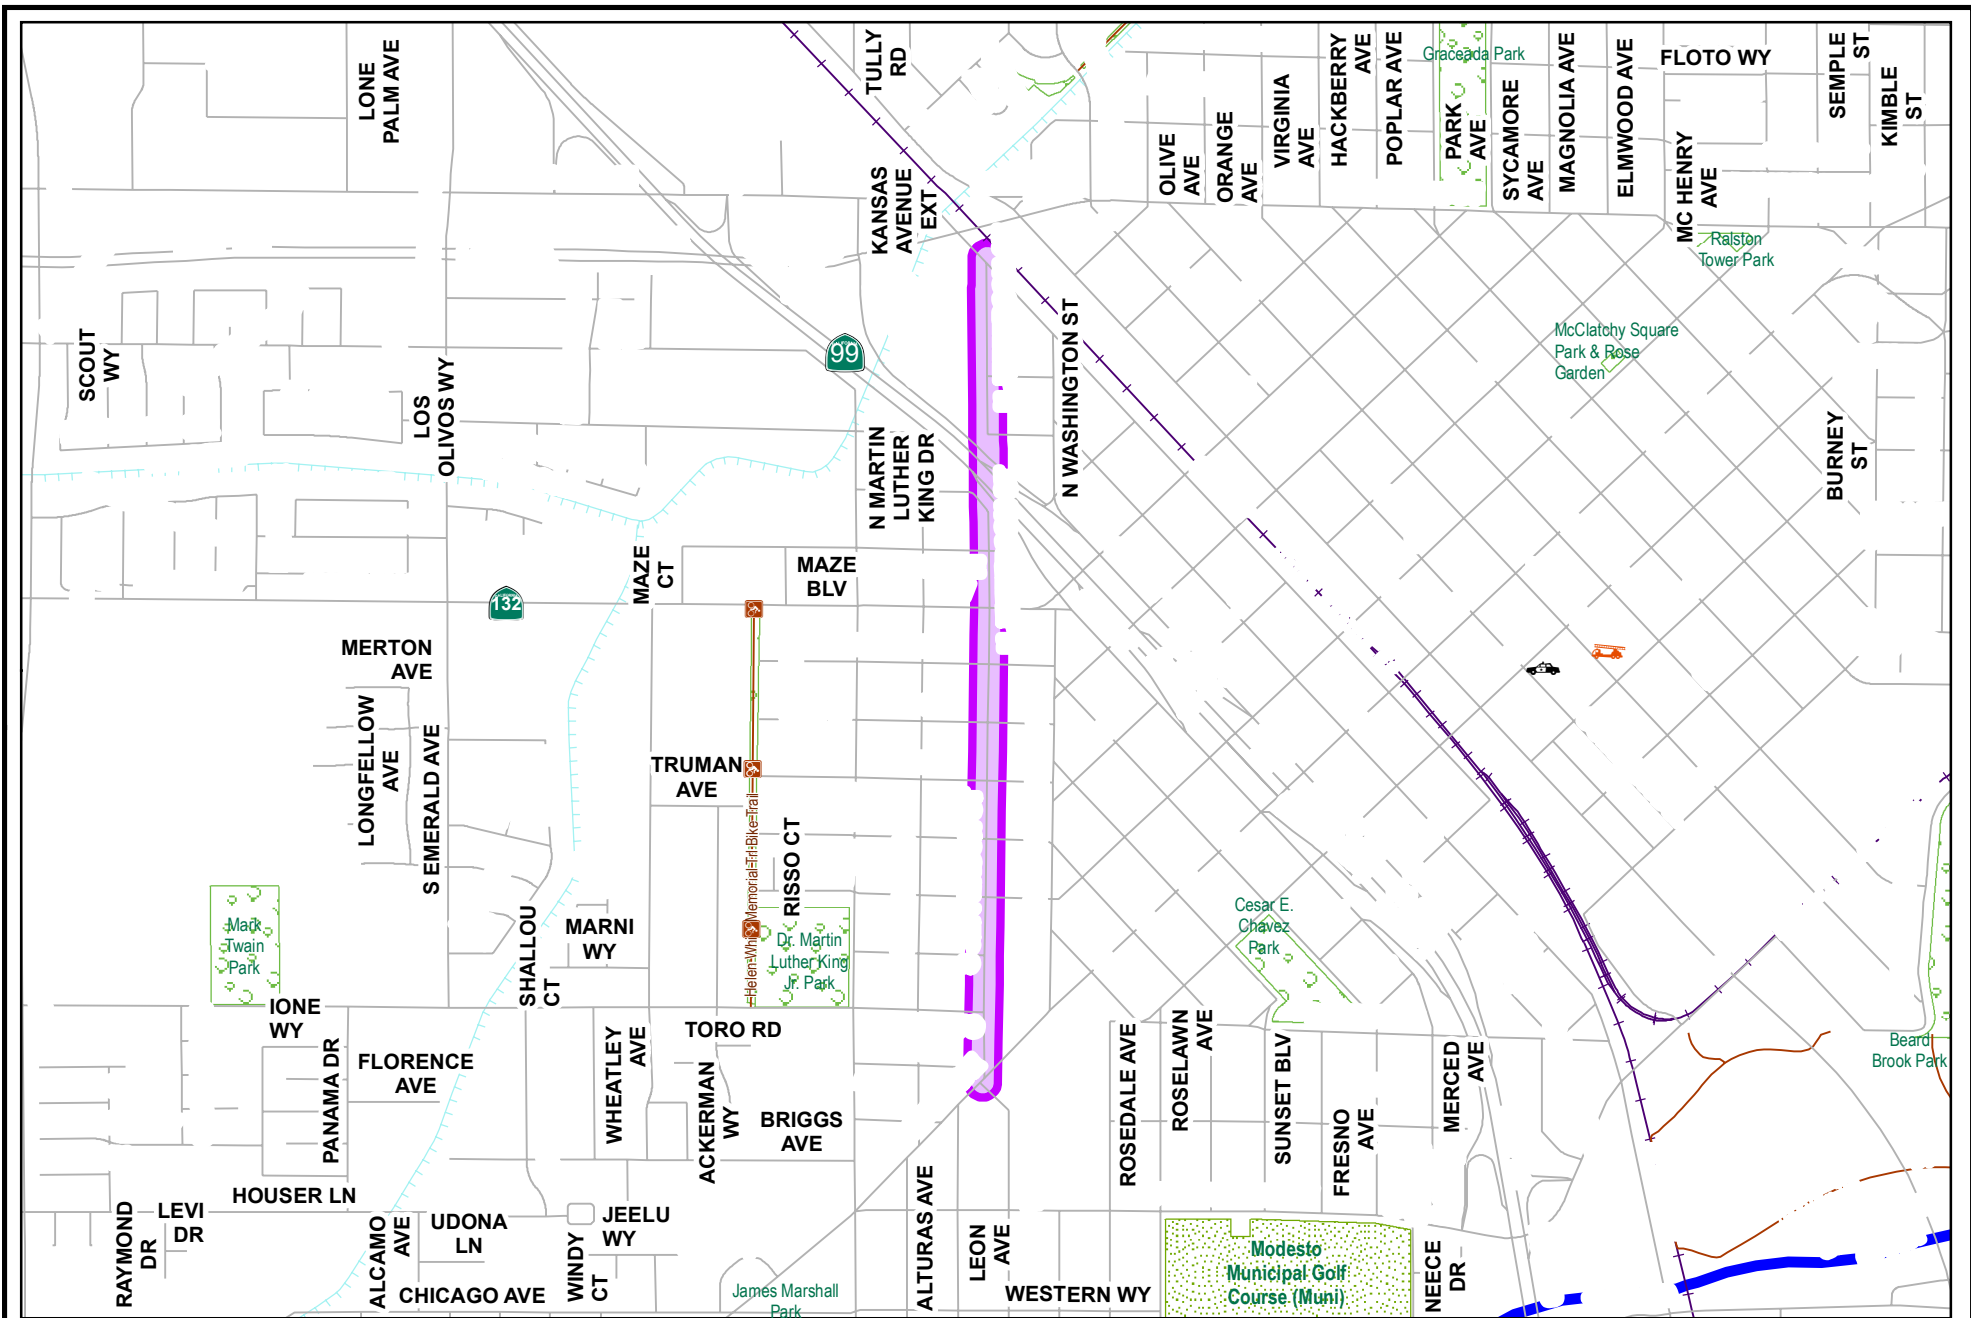 LONE
PALM AVE
TULLY
RD
HACKBERRY
AVE
POPLAR AVE
Graceada Park
PARK
AVE
SYCAMORE
AVE
MAGNOLIA AVE
ELMWOOD AVE
FLOTO WY
SEMPLE
ST
KIMBLE
ST
VIRGINIA
AVE
ORANGE
AVE
OLIVE
AVE
MC HENRY
AVE
KANSAS
AVENUE
EXT
Ralston
Tower Park
SCOUT
WY
LOS
OLIVOS WY
99
N WASHINGTON ST
McClatchy Square
Park & Rose
Garden
BURNEY
ST
N MARTIN
LUTHER
KING DR
MAZE
CT
MAZE
BLV
132
MERTON
AVE
LONGFELLOW
AVE
S EMERALD AVE
TRUMAN
AVE
Helen Whi Memorial Trl Bike Trail
RISSO CT
Mark
Twain
Park
SHALLOU
CT
MARNI
WY
Dr. Martin
Luther King
Jr. Park
Cesar E.
Chavez
Park
IONE
WY
PANAMA DR
FLORENCE
AVE
WHEATLEY
AVE
TORO RD
ACKERMAN
WY
BRIGGS
AVE
ROSEDALE AVE
ROSELAWN
AVE
SUNSET BLV
FRESNO
AVE
MERCED
AVE
Beard
Brook Park
HOUSER LN
RAYMOND
DR
LEVI
DR
ALCAMO
AVE
UDONA
LN
CHICAGO AVE
WINDY
CT
JEELU
WY
James Marshall
Park
ALTURAS AVE
LEON
AVE
WESTERN WY
Modesto
Municipal Golf
Course (Muni)
NEECE
DR